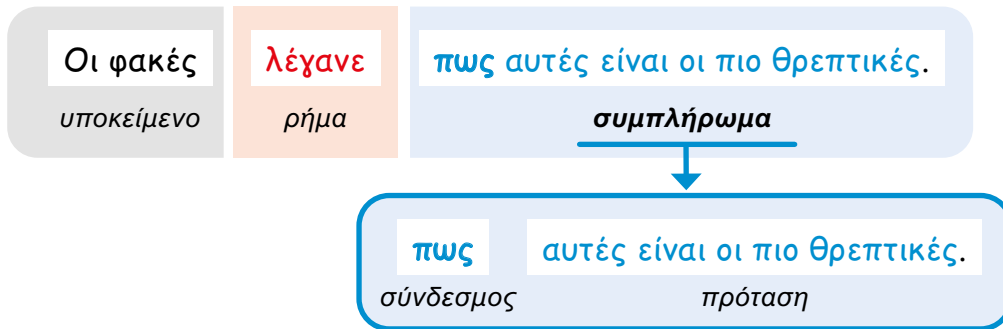 Οι φακές λέγανε πως αυτές είναι οι πιο θρεπτικές.
υποκείμενο ρήμα συμπλήρωμα
πως αυτές είναι οι πιο θρεπτικές.
σύνδεσμος πρόταση